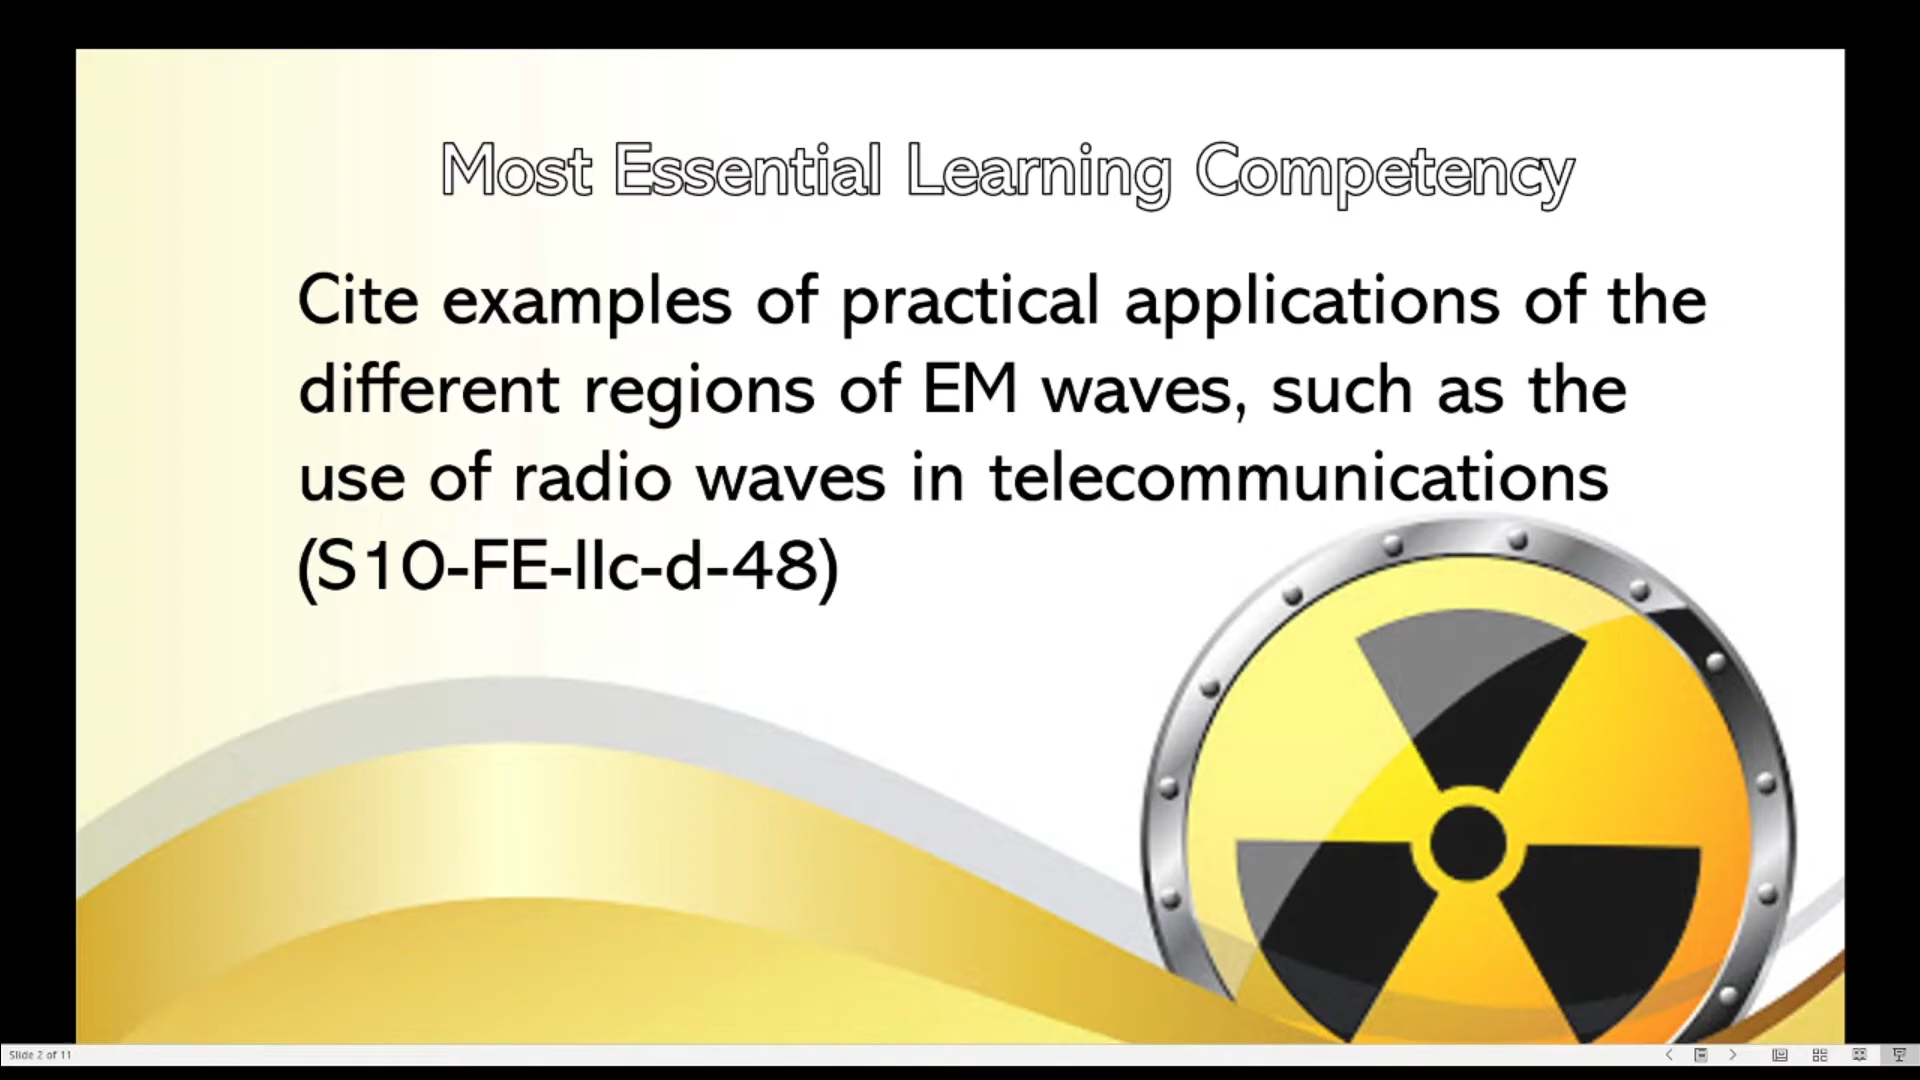 Most Essential Learning Competency
Cite examples of practical applications of the
different regions of EM waves, such as the
use of radio waves in telecommunications
(S10-FE-llc-d-48)
Slide 2 of 11